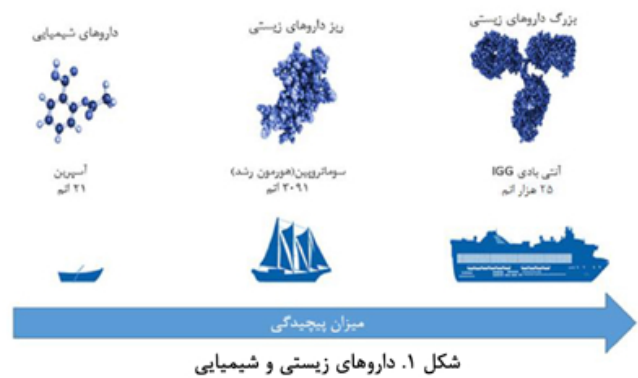 بزرگ داروهای زیستی
ریز داروهای زیستی
داروهای شیمیایی
آنتی بادی IGG
۲۵ هزار اتم
سوماتروپین(هورمون رشد)
۳۰۹۱ اتم
آسپرین
۲۱ اتم
میزان پیچیدگی
شکل ۱. داروهای زیستی و شیمیایی